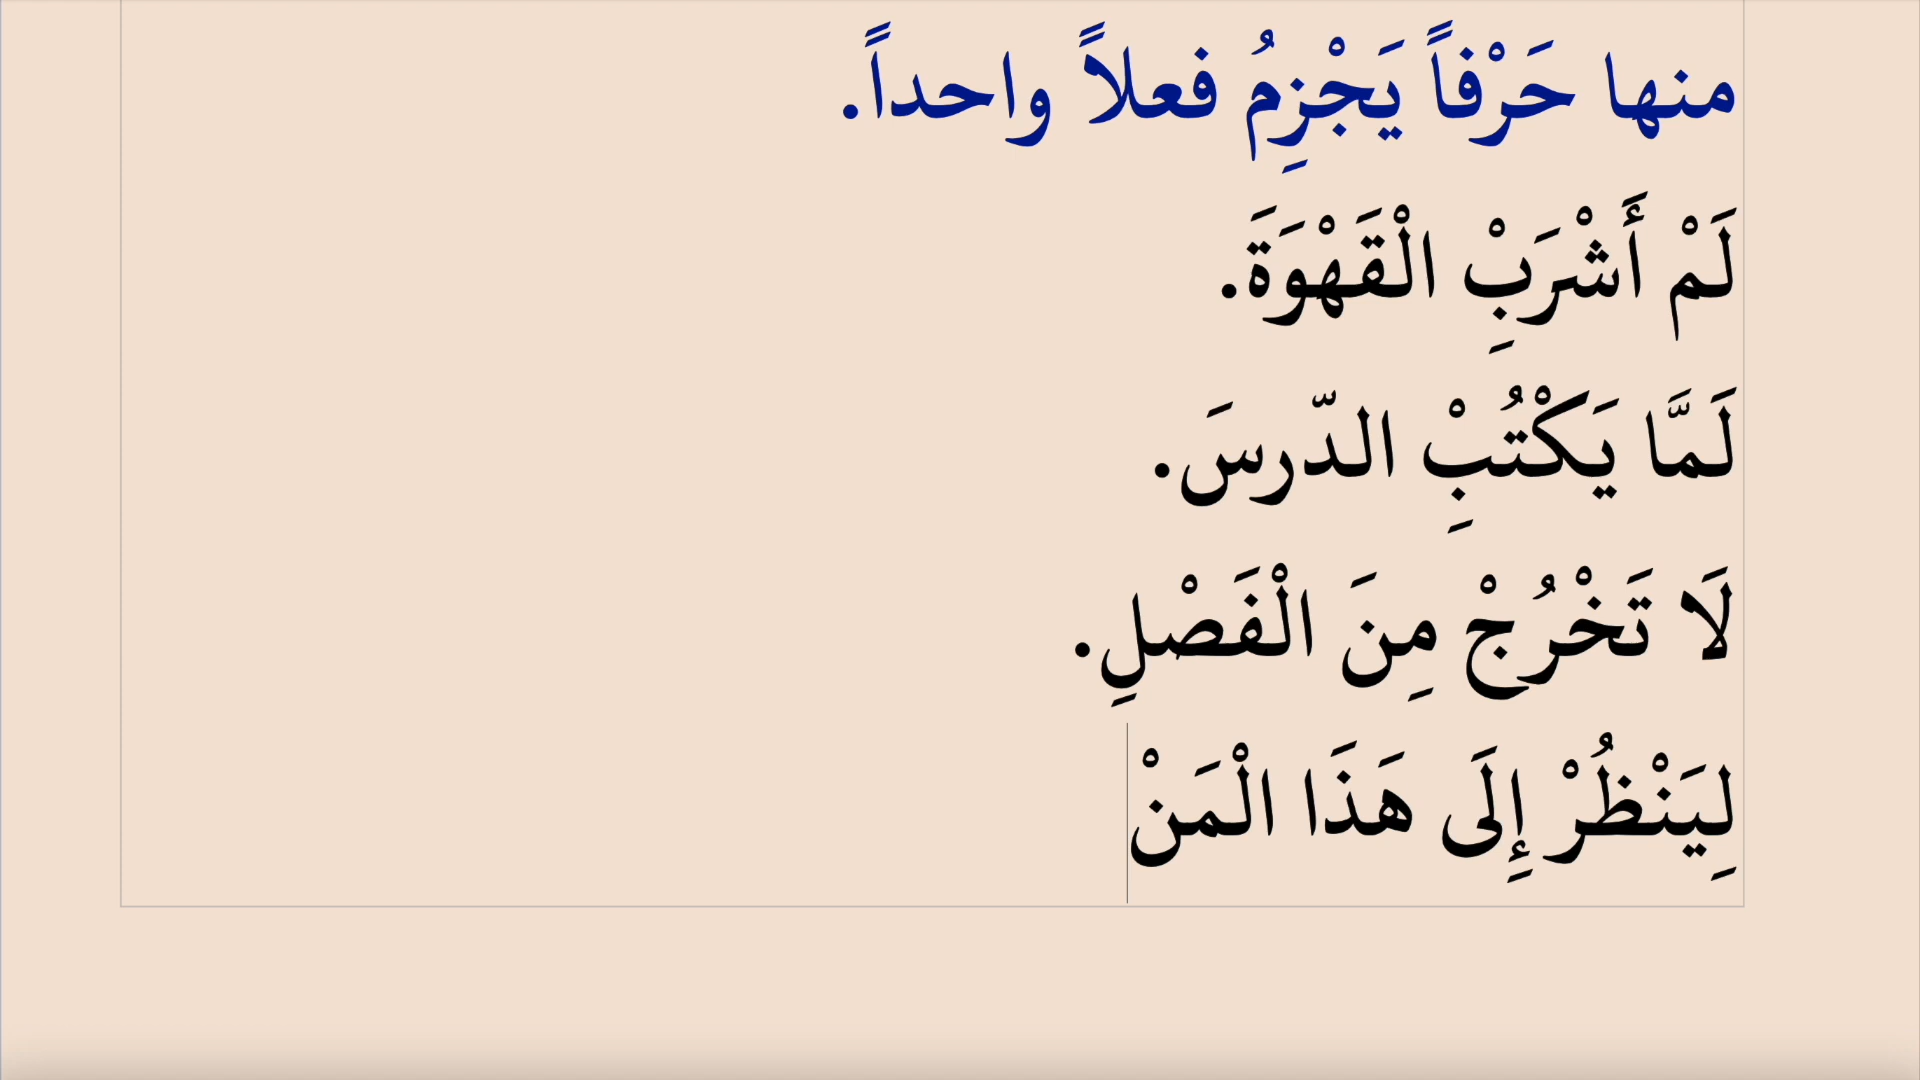 منها حَرْفاً يَجْزِمُ فعلاً واحداً.
لَمْ أَشْرَبْ​ِ الْقَهْوَةَ.
لَمَّا يَكْتُبْ​ِ الدّرسَ.
لَا تَخْرُجْ مِنَ الْفَصْلِ.
لِيَنْظُرْ إِلَى هَذَا الْمَنْ